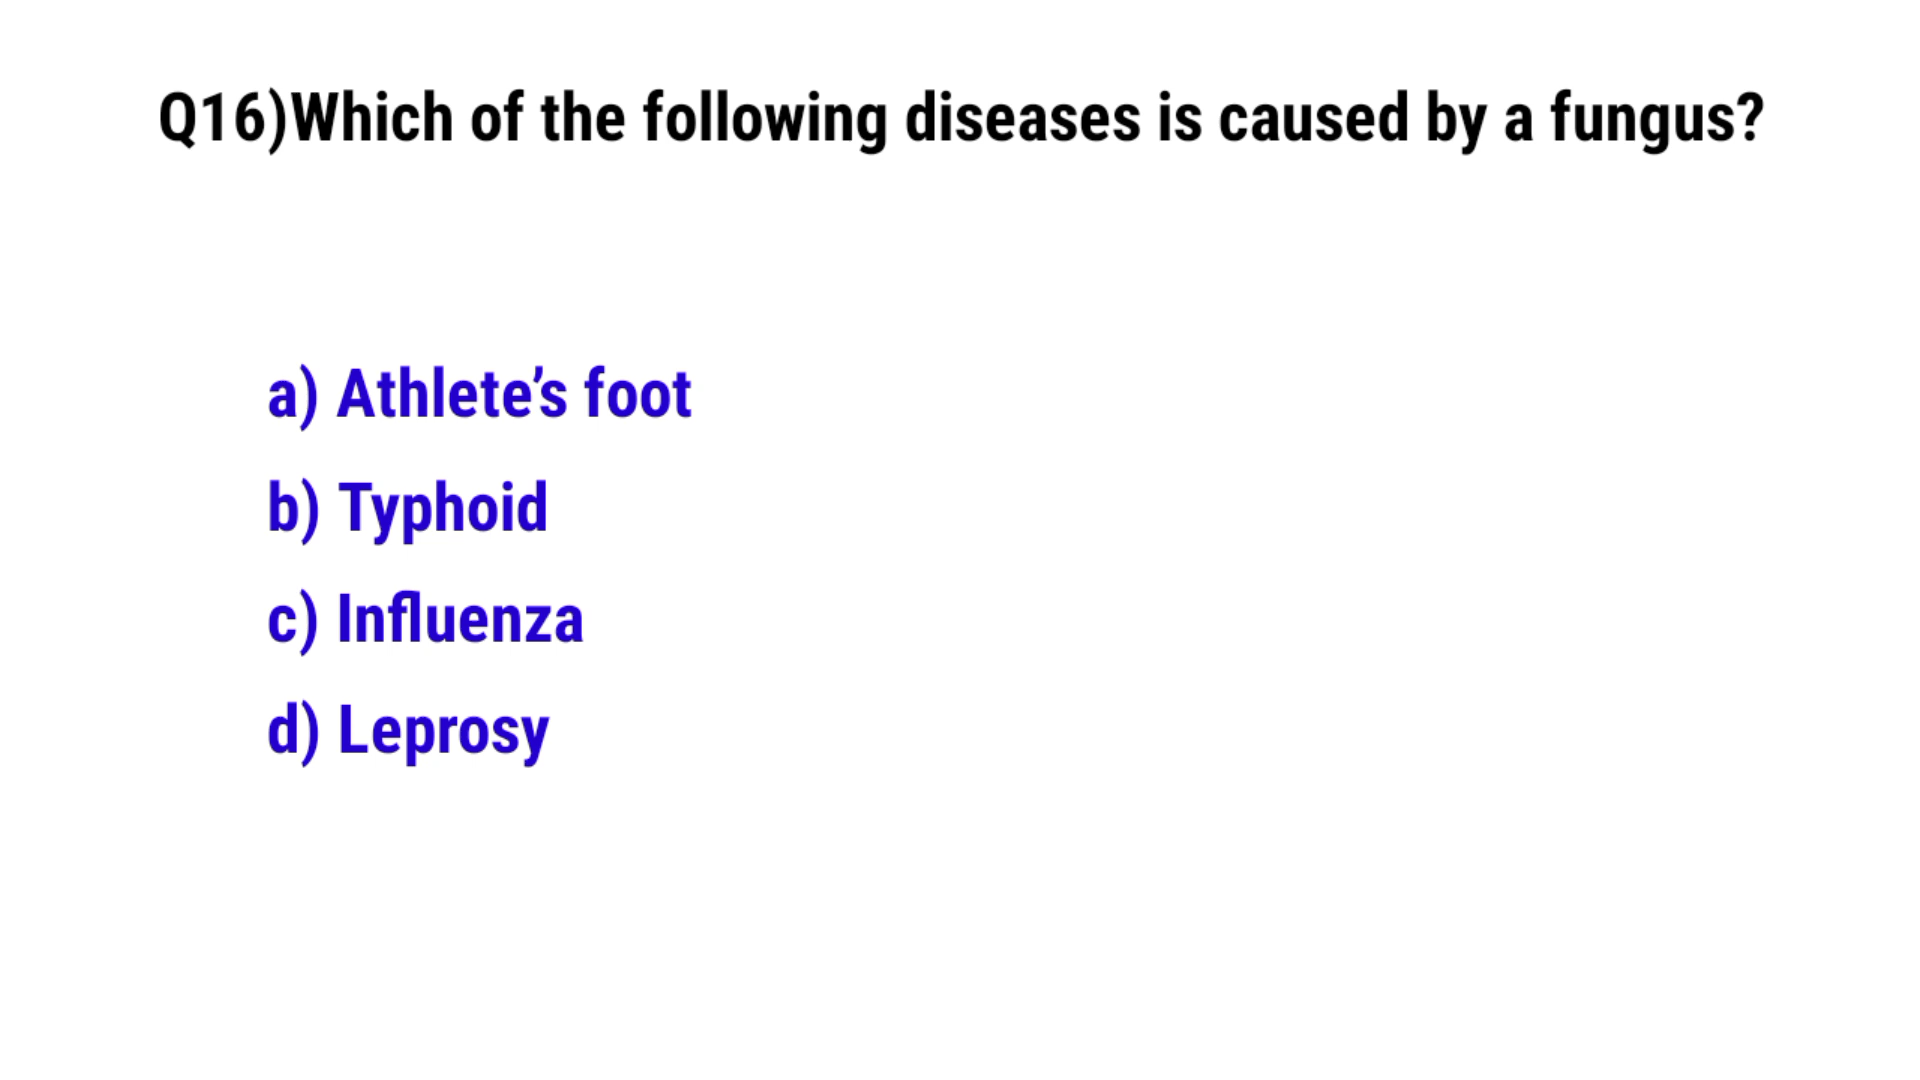 Q16)Which of the following diseases is caused by a fungus?
a) Athlete’s foot
b) Typhoid
c) Influenza
d) Leprosy